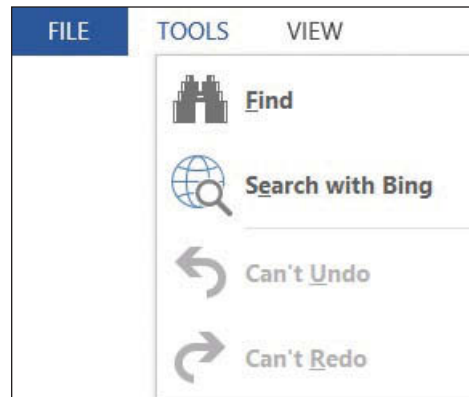 FILE TOOLS VIEW
Find
Search with Bing
Can't Undo
Can't Redo